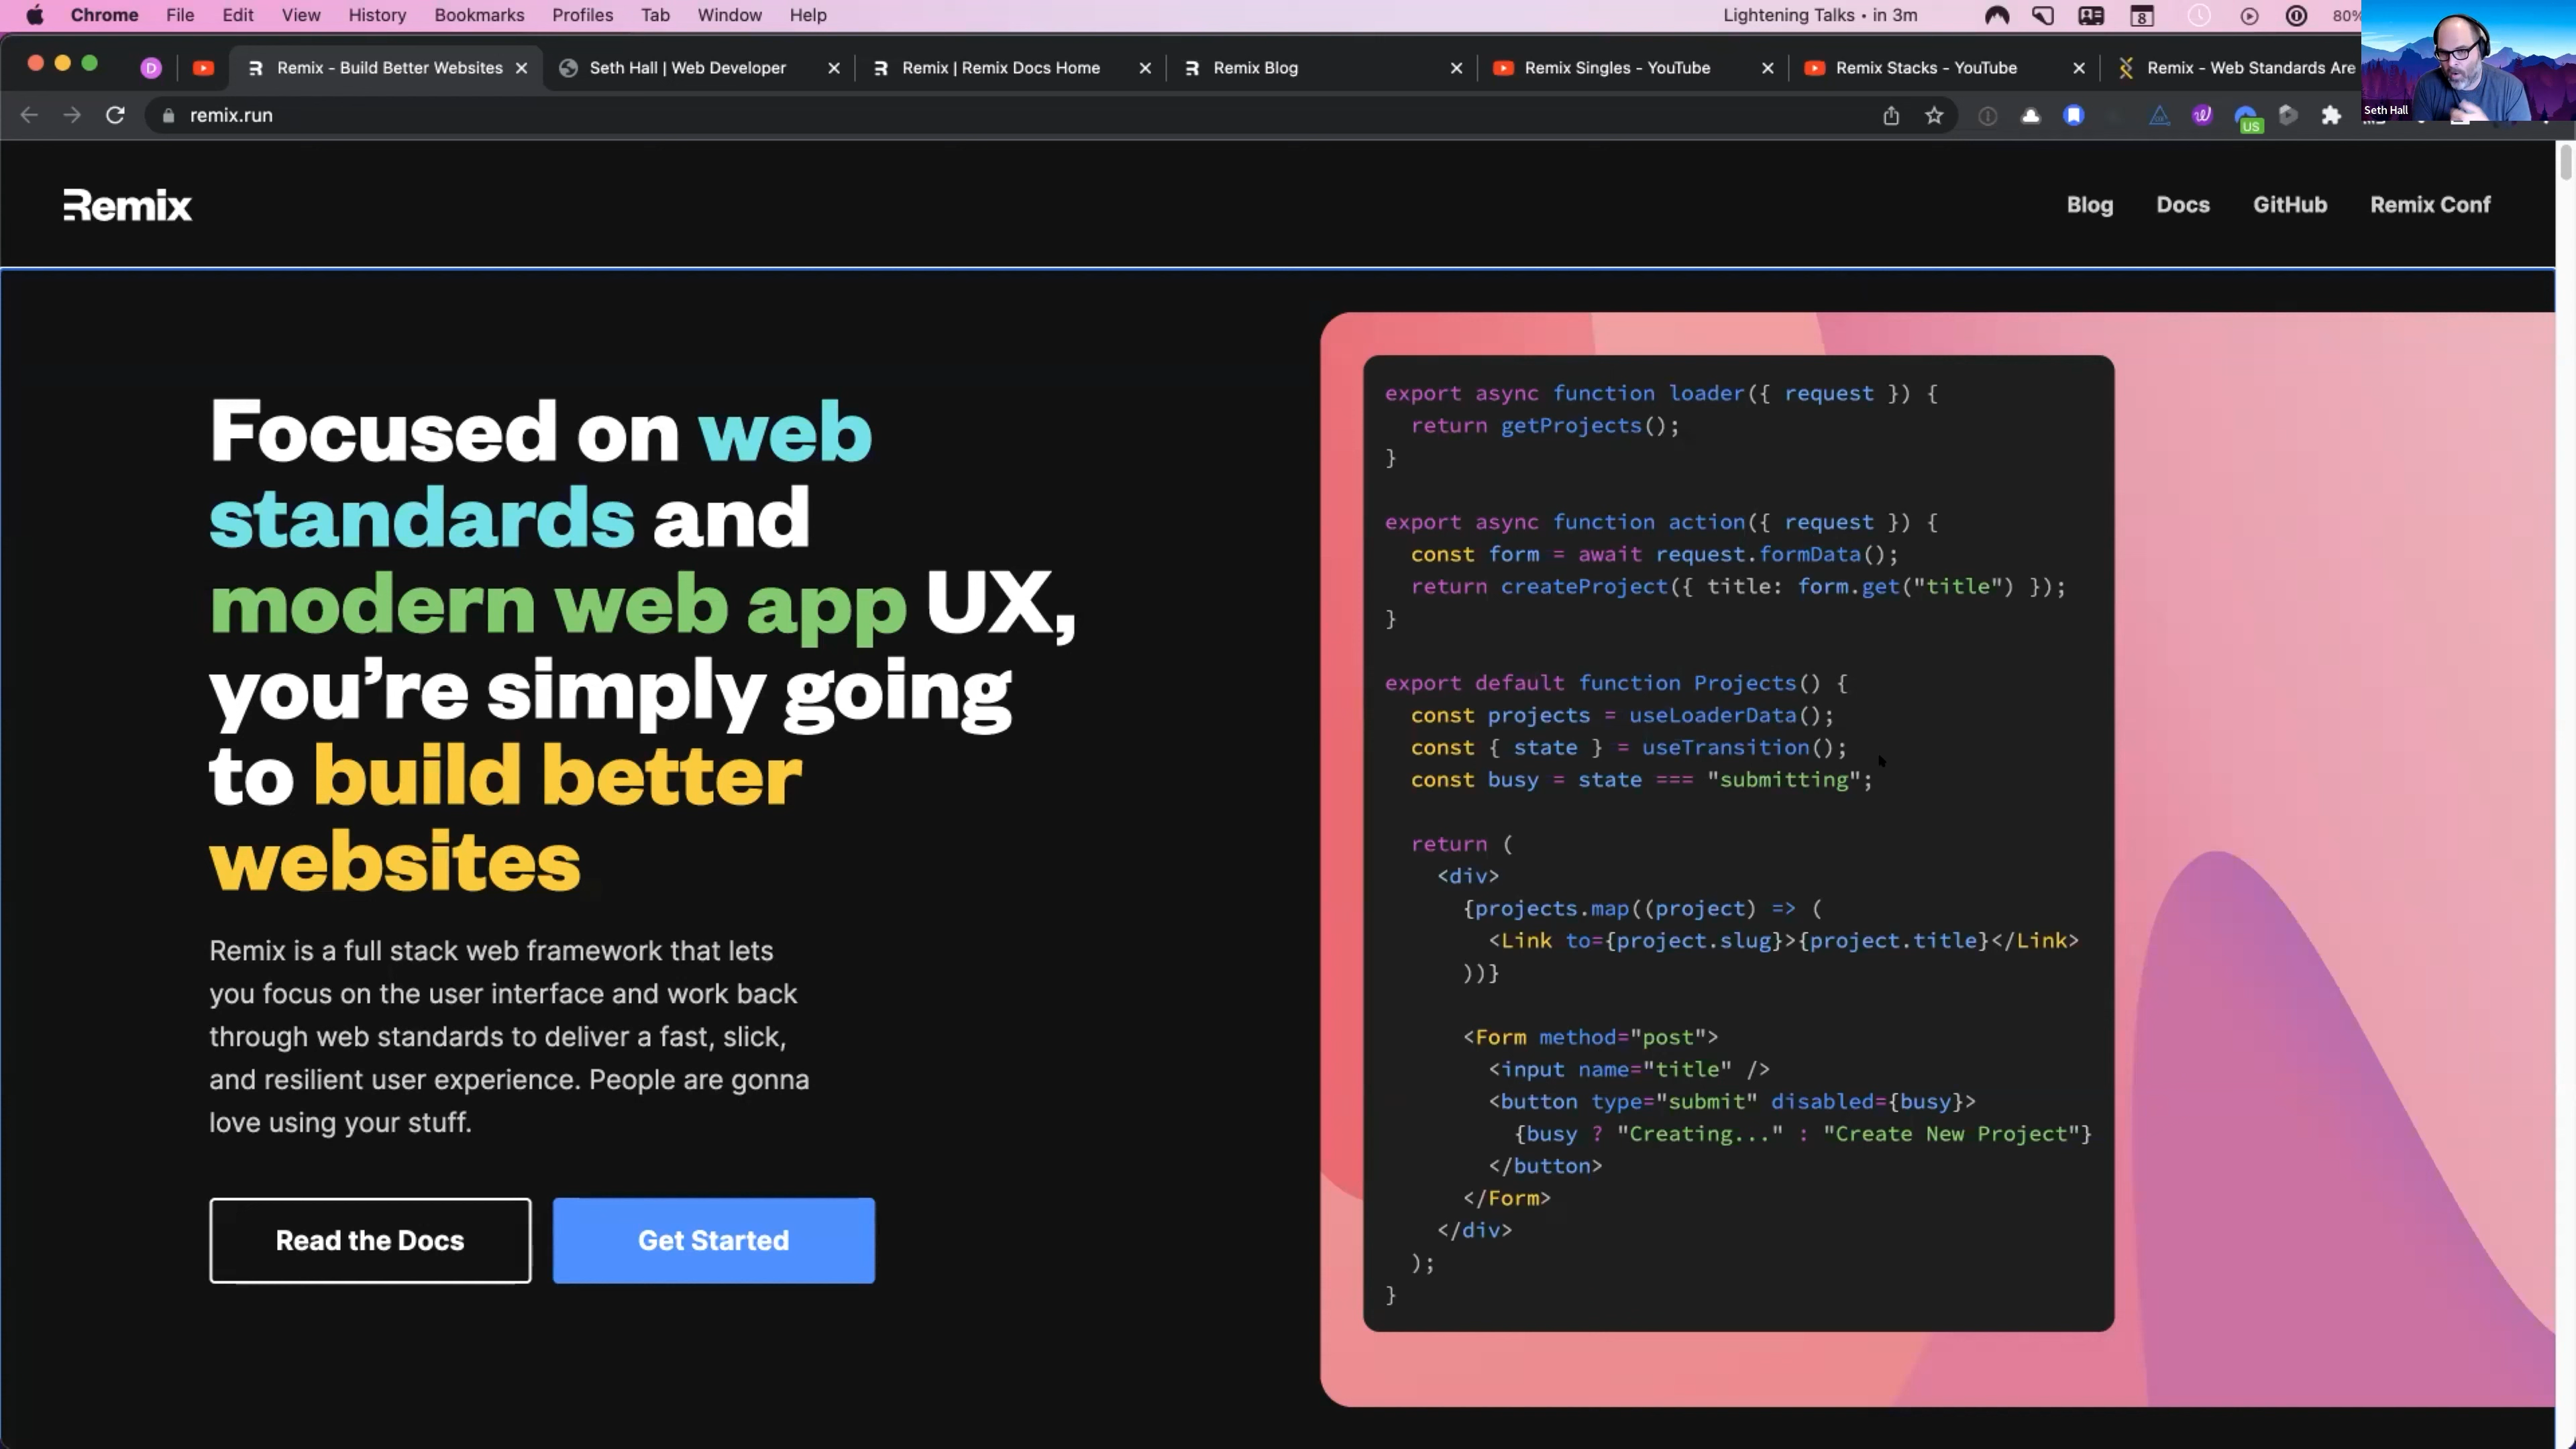 Chrome File Edit View History Bookmarks Profiles Tab Window Help Lightening Talks • in 3m 8 80%
D Remix - Build Better Websites Seth Hall | Web Developer Remix | Remix Docs Home Remix Blog Remix Singles - YouTube Remix Stacks - YouTube Remix - Web Standards Are
remix.run US
Seth Hall
Remix Blog Docs GitHub Remix Conf
Focused on web
standards and
modern web app UX,
you’re simply going
to build better
websites
Remix is a full stack web framework that lets
you focus on the user interface and work back
through web standards to deliver a fast, slick,
and resilient user experience. People are gonna
love using your stuff.
Read the Docs Get Started
export async function loader({ request }) {
  return getProjects();
}
export async function action({ request }) {
  const form = await request.formData();
  return createProject({ title: form.get("title") });
}
export default function Projects() {
  const projects = useLoaderData();
  const { state } = useTransition();
  const busy = state === "submitting";
  return (
    <div>
      {projects.map((project) => (
        <Link to={project.slug}>{project.title}</Link>
      ))}
      <Form method="post">
        <input name="title" />
        <button type="submit" disabled={busy}>
          {busy ? "Creating..." : "Create New Project"}
        </button>
      </Form>
    </div>
  );
}